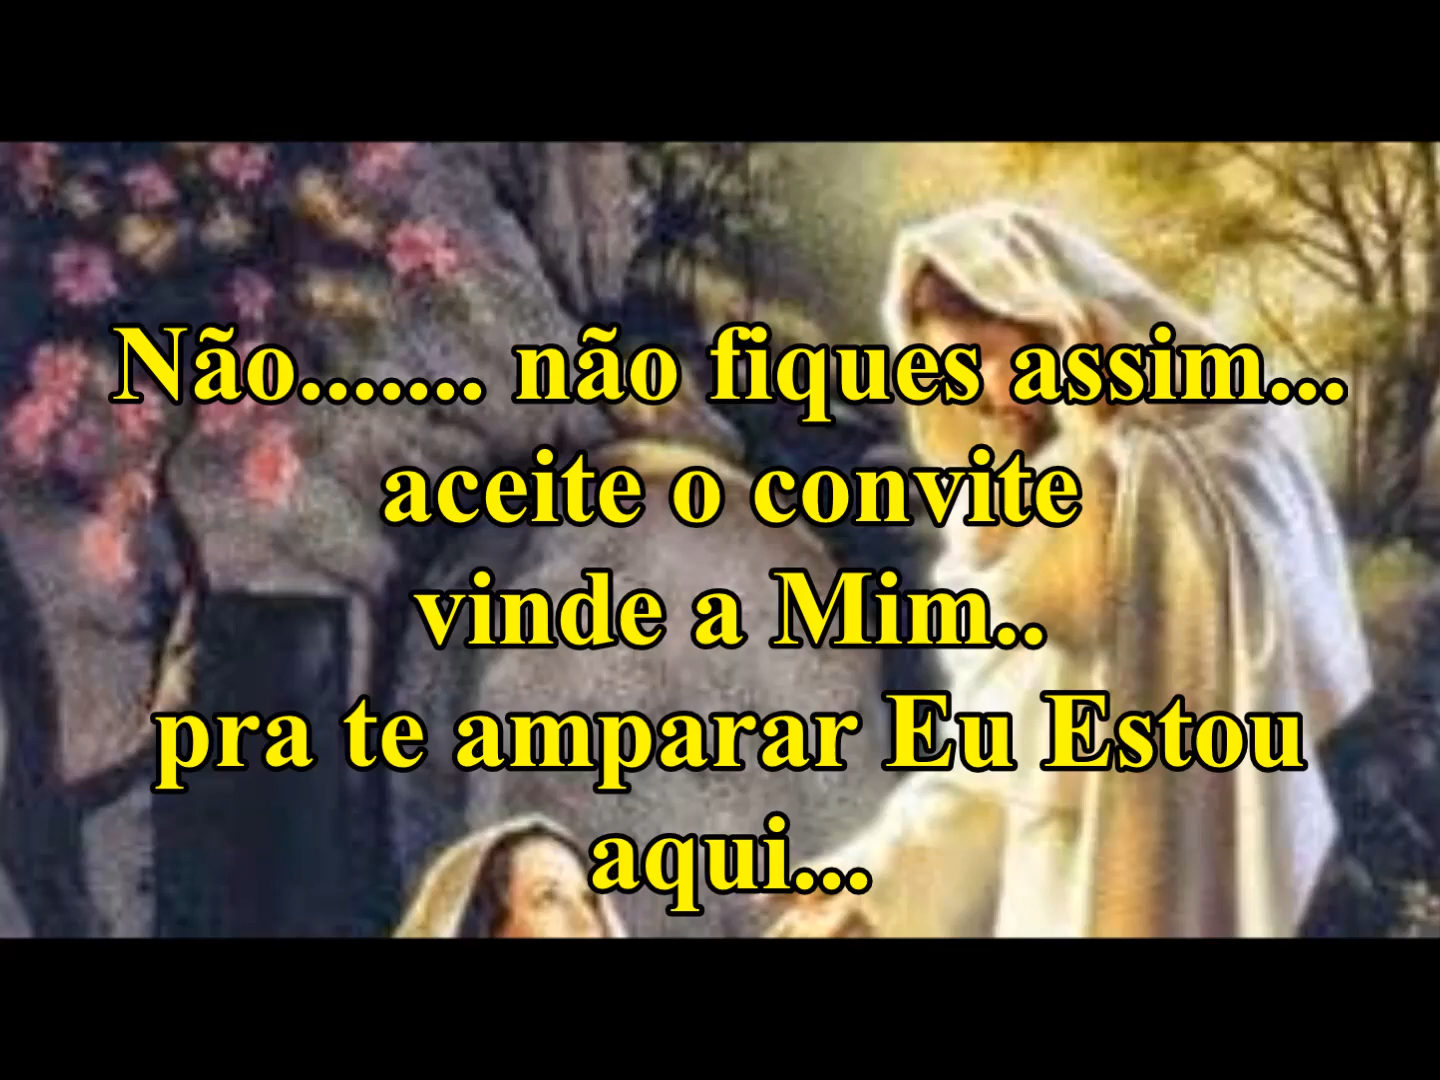 Não....... não fiques assim...
aceite o convite
vinde a Mim..
pra te amparar Eu Estou
aqui...